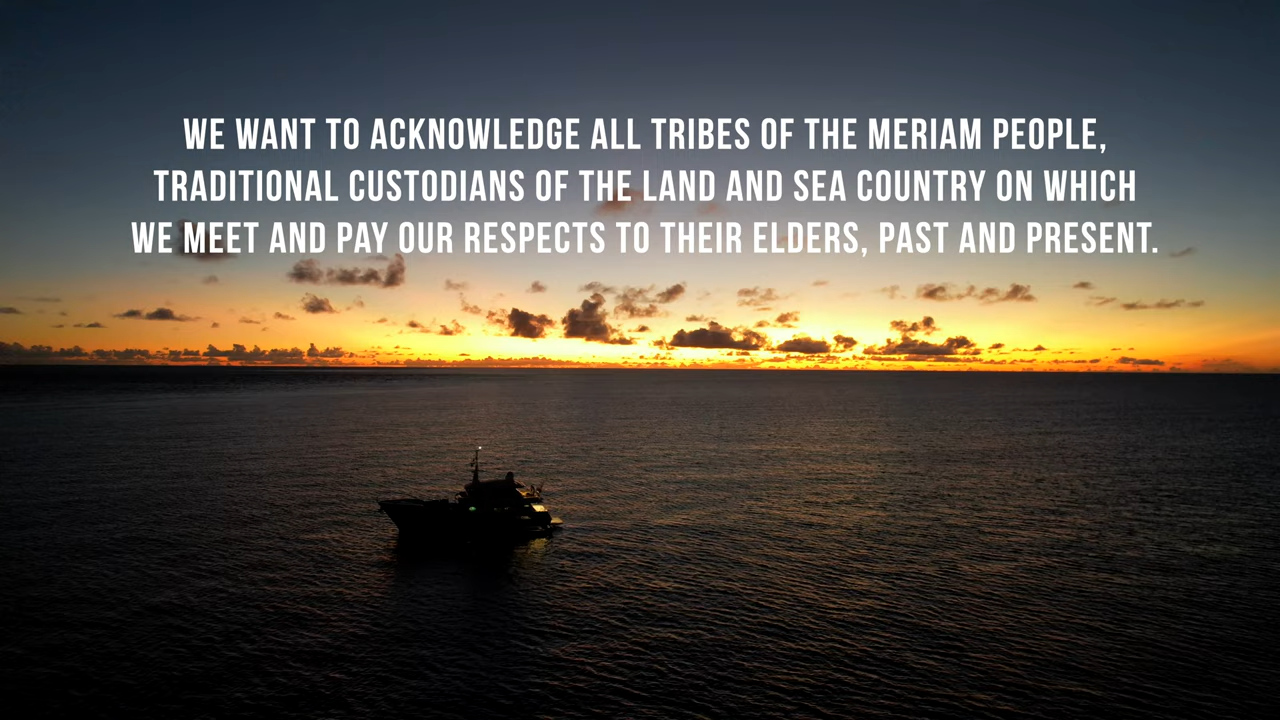 WE WANT TO ACKNOWLEDGE ALL TRIBES OF THE MERIAM PEOPLE,
TRADITIONAL CUSTODIANS OF THE LAND AND SEA COUNTRY ON WHICH
WE MEET AND PAY OUR RESPECTS TO THEIR ELDERS, PAST AND PRESENT.